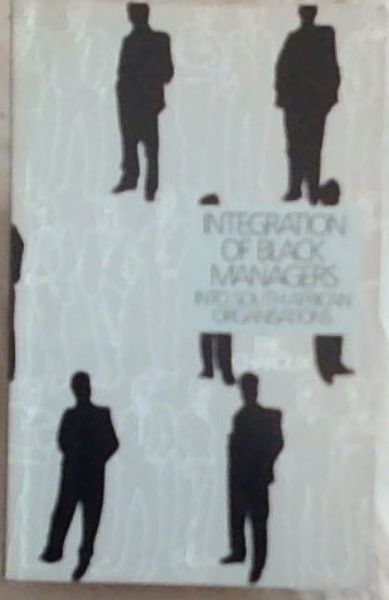 INTEGRATION
OF BLACK
MANAGERS
INTO SOUTH AFRICAN
ORGANISATIONS